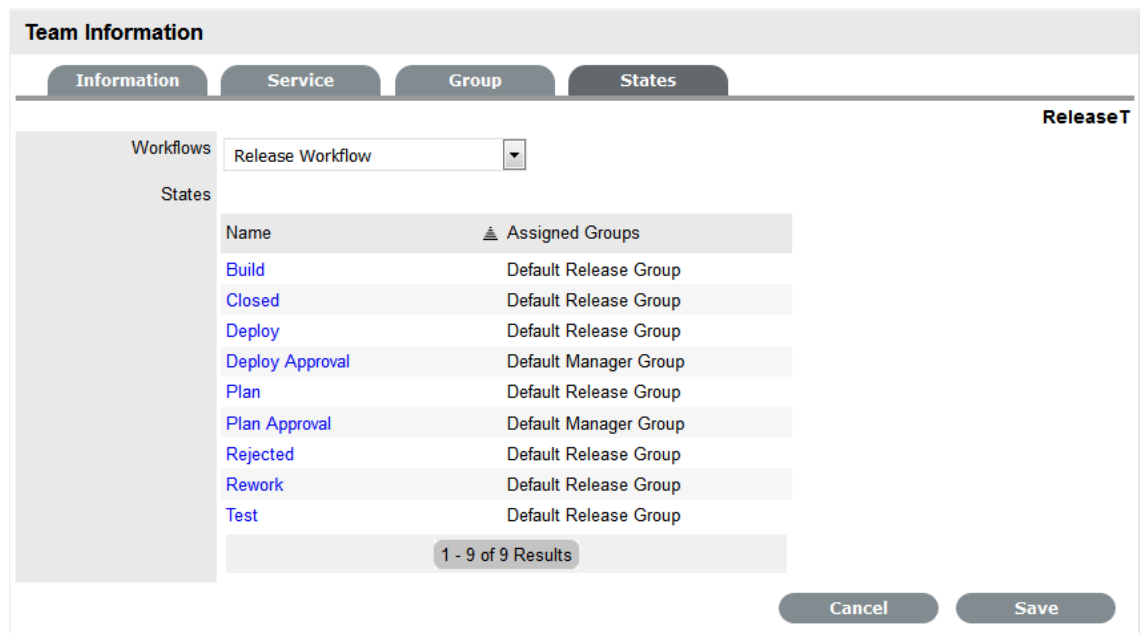 Team Information
Information Service Group States
ReleaseT
Workflows Release Workflow
States
Name Assigned Groups
Build Default Release Group
Closed Default Release Group
Deploy Default Release Group
Deploy Approval Default Manager Group
Plan Default Release Group
Plan Approval Default Manager Group
Rejected Default Release Group
Rework Default Release Group
Test Default Release Group
1 - 9 of 9 Results
Cancel Save